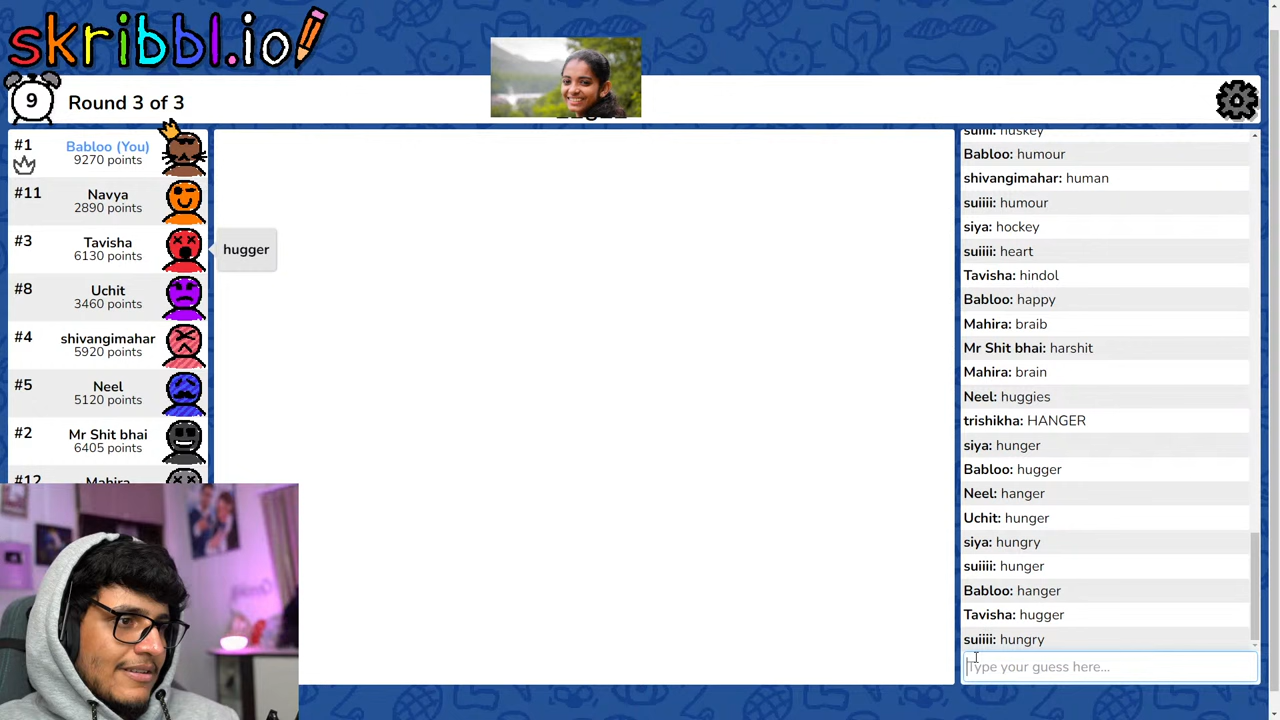 skribbl.io
9
Round 3 of 3
#1
Babloo (You)
9270 points
#11
Navya
2890 points
#3
Tavisha
6130 points
hugger
#8
Uchit
3460 points
#4
shivangimahar
5920 points
#5
Neel
5120 points
#2
Mr Shit bhai
6405 points
#12
Mahira
suiiii: huskey
Babloo: humour
shivangimahar: human
suiiii: humour
siya: hockey
suiiii: heart
Tavisha: hindol
Babloo: happy
Mahira: braib
Mr Shit bhai: harshit
Mahira: brain
Neel: huggies
trishikha: HANGER
siya: hunger
Babloo: hugger
Neel: hanger
Uchit: hunger
siya: hungry
suiiii: hunger
Babloo: hanger
Tavisha: hugger
suiiii: hungry
Type your guess here...